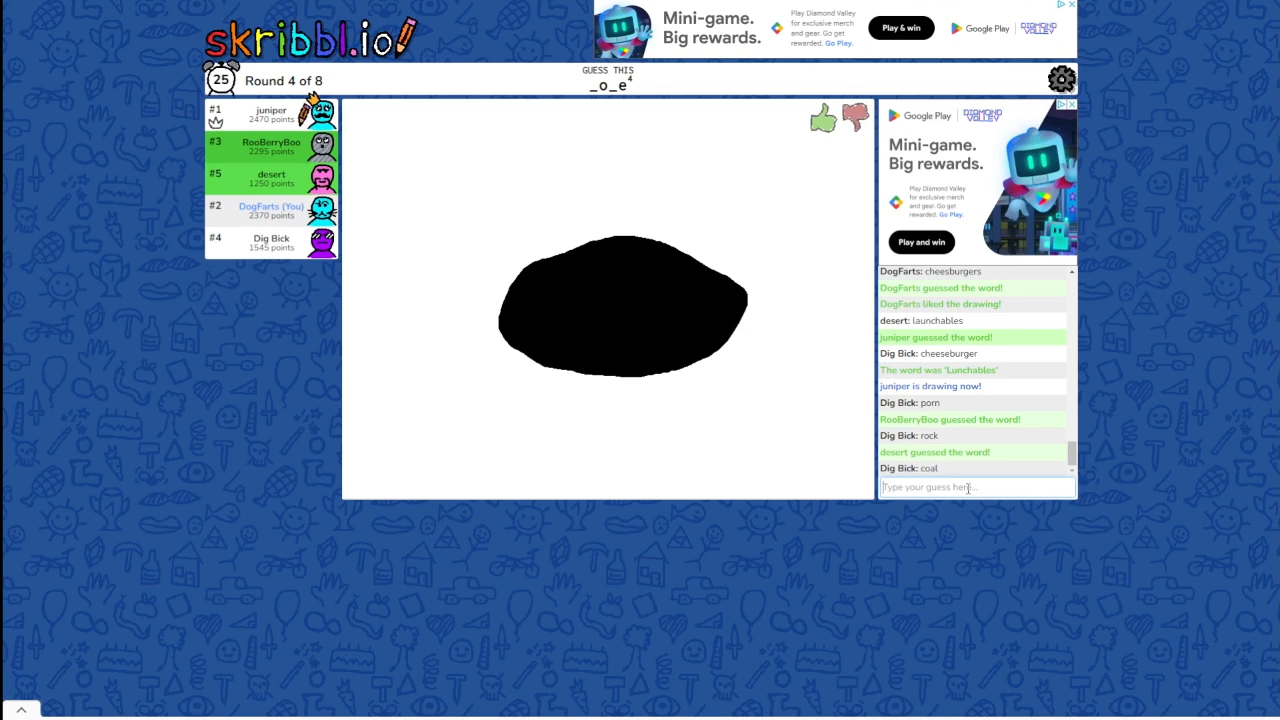 skribbl.io
Mini-game.
Big rewards.
Play Diamond Valley
for exclusive merch
and gear. Go get
rewarded. Go Play.
Play & win
Google Play
DIAMOND
VALLEY
25
Round 4 of 8
GUESS THIS
_o_e 4
#1
juniper
2470 points
#3
RooBerryBoo
2295 points
#5
desert
1250 points
#2
DogFarts (You)
2370 points
#4
Dig Bick
1545 points
Google Play
DIAMOND
VALLEY
Mini-game.
Big rewards.
Play Diamond Valley
for exclusive merch
and gear. Go get
rewarded. Go Play.
Play and win
DogFarts: cheesburgers
DogFarts guessed the word!
DogFarts liked the drawing!
desert: launchables
juniper guessed the word!
Dig Bick: cheeseburger
The word was 'Lunchables'
juniper is drawing now!
Dig Bick: porn
RooBerryBoo guessed the word!
Dig Bick: rock
desert guessed the word!
Dig Bick: coal
Type your guess here...